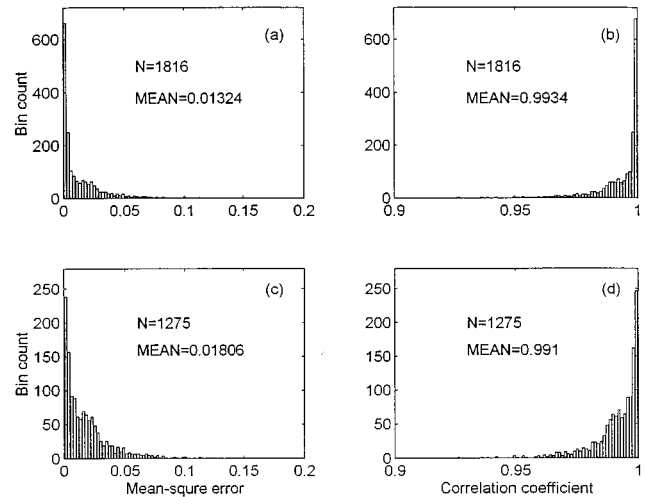 (a)
N=1816
MEAN=0.01324
Bin count
600
400
200
0
0 0.05 0.1 0.15 0.2
(b)
N=1816
MEAN=0.9934
600
400
200
0
0.9 0.95 1
(c)
N=1275
MEAN=0.01806
Bin count
250
200
150
100
50
0
0 0.05 0.1 0.15 0.2
Mean-squre error
(d)
N=1275
MEAN=0.991
250
200
150
100
50
0
0.9 0.95 1
Correlation coefficient